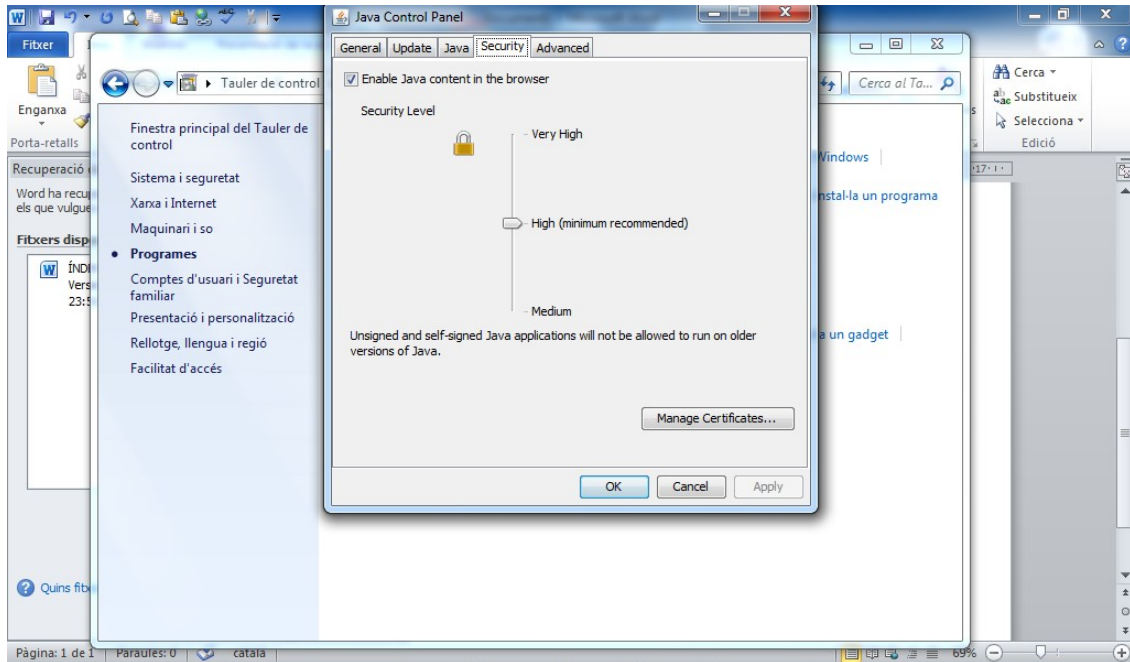 Java Control Panel
General
Update
Java
Security
Advanced
Enable Java content in the browser
Security Level
Very High
High (minimum recommended)
Medium
Unsigned and self-signed Java applications will not be allowed to run on older
versions of Java.
Manage Certificates...
OK
Cancel
Apply
Tauler de control
Cerca al Ta...
Finestra principal del Tauler de
control
Sistema i seguretat
Xarxa i Internet
Maquinari i so
Programes
Comptes d'usuari i Seguretat
familiar
Presentació i personalització
Rellotge, llengua i regió
Facilitat d'accés
Windows
nstal·la un programa
a un gadget
Fitxer
Enganxa
Porta-retalls
Cerca
Substitueix
Selecciona
Edició
17
Recuperació
Word ha recu
els que vulgue
Fitxers disp
ÍND
Vers
23:5
Quins fitx
Pàgina: 1 de 1
Paraules: 0
català
69%